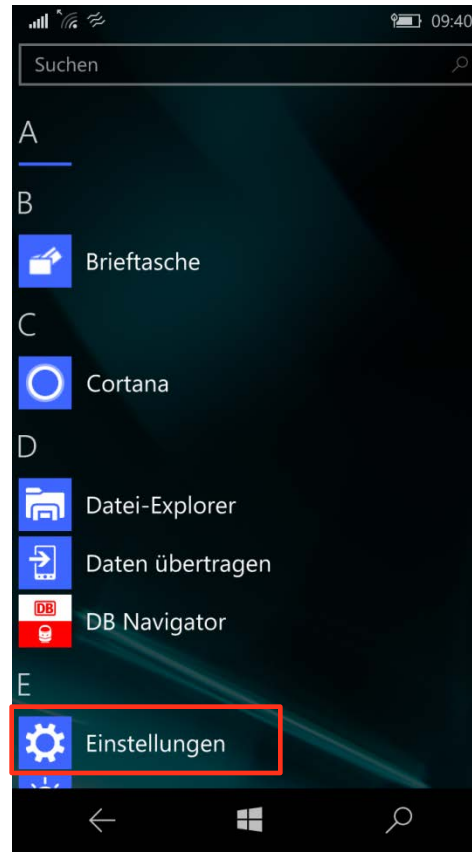 09:40
Suchen
A
B
Brieftasche
C
Cortana
D
Datei-Explorer
Daten übertragen
DB
DB Navigator
E
Einstellungen